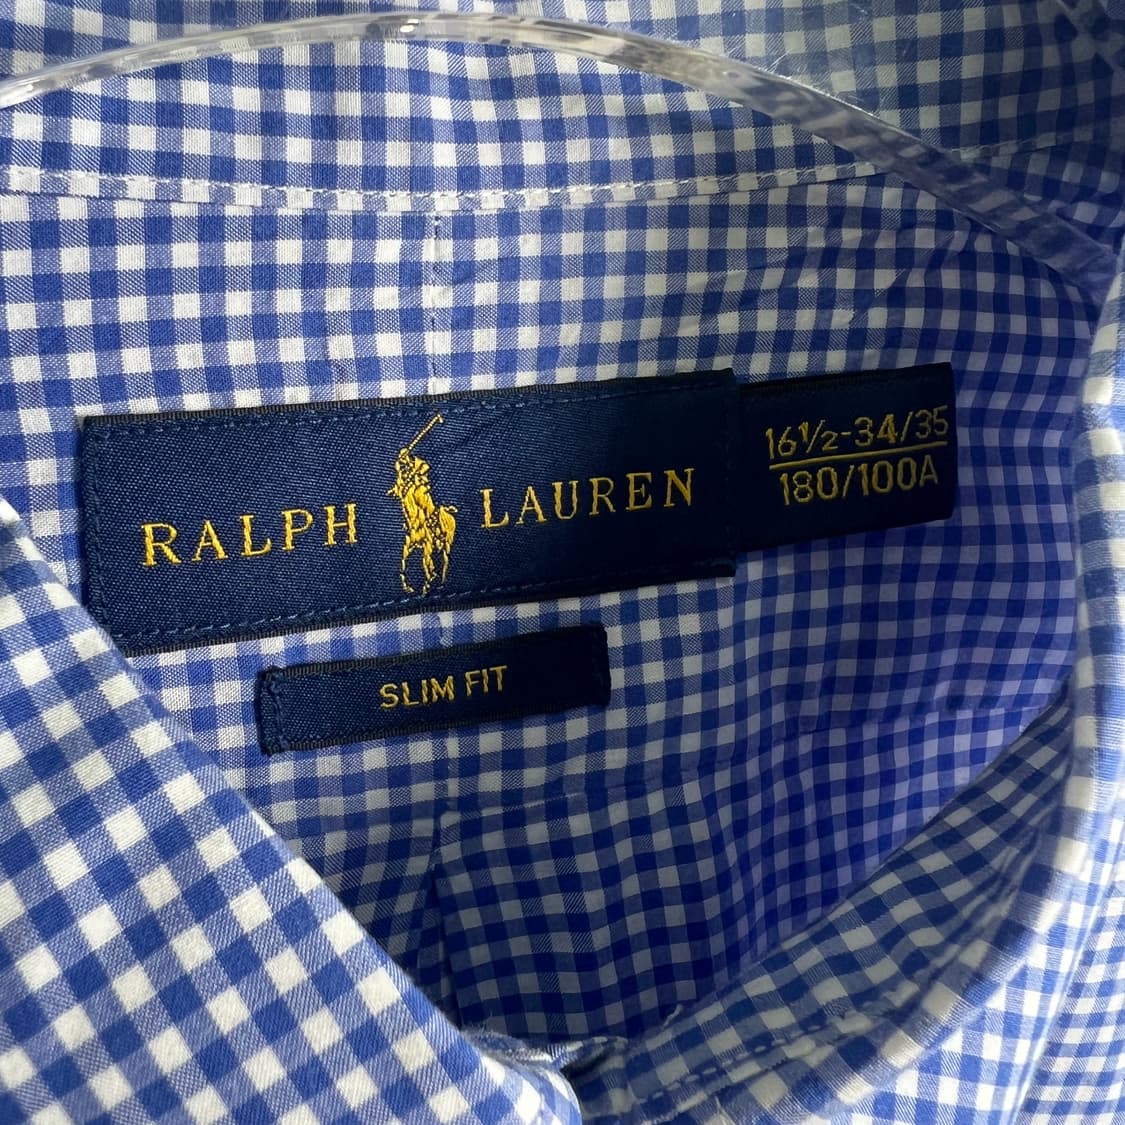 RALPH LAUREN
16½-34/35
180/100A
SLIM FIT